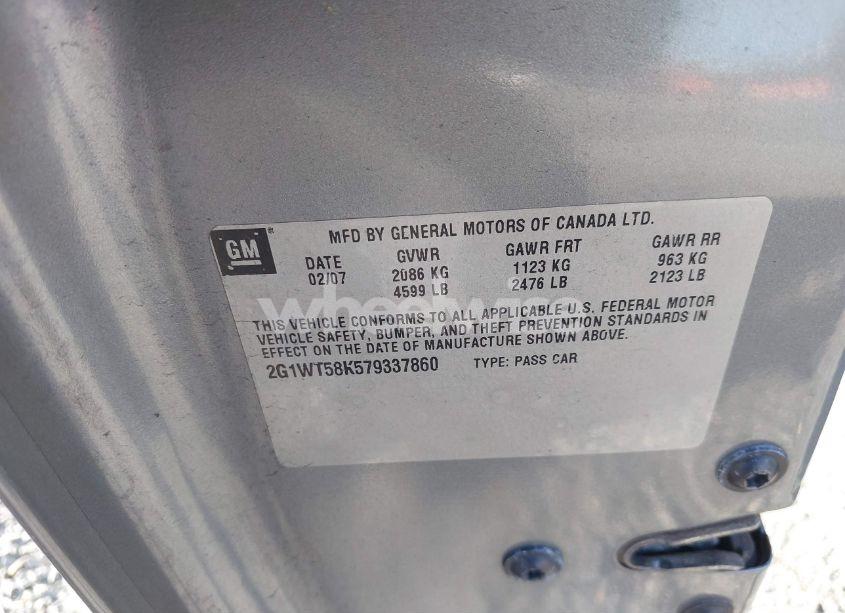 GM
MFD BY GENERAL MOTORS OF CANADA LTD.
DATE GVWR GAWR FRT GAWR RR
02/07 2086 KG 1123 KG 963 KG
4599 LB 2476 LB 2123 LB
wheelwise
THIS VEHICLE CONFORMS TO ALL APPLICABLE U.S. FEDERAL MOTOR
VEHICLE SAFETY, BUMPER, AND THEFT PREVENTION STANDARDS IN
EFFECT ON THE DATE OF MANUFACTURE SHOWN ABOVE.
2G1WT58K579337860 TYPE: PASS CAR